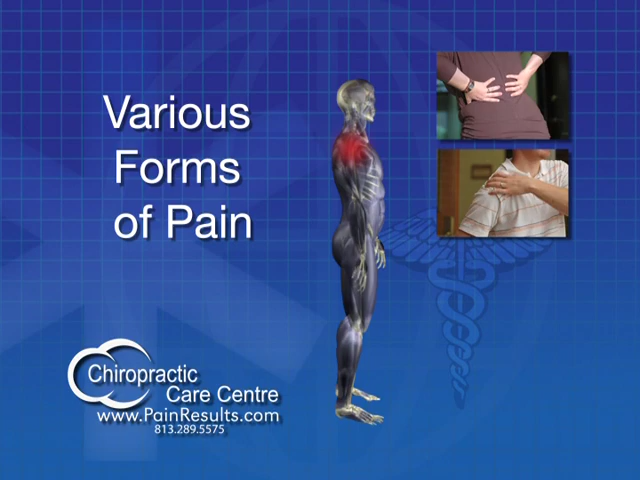 Various
Forms
of Pain
Chiropractic
Care Centre
www.PainResults.com
813.289.5575